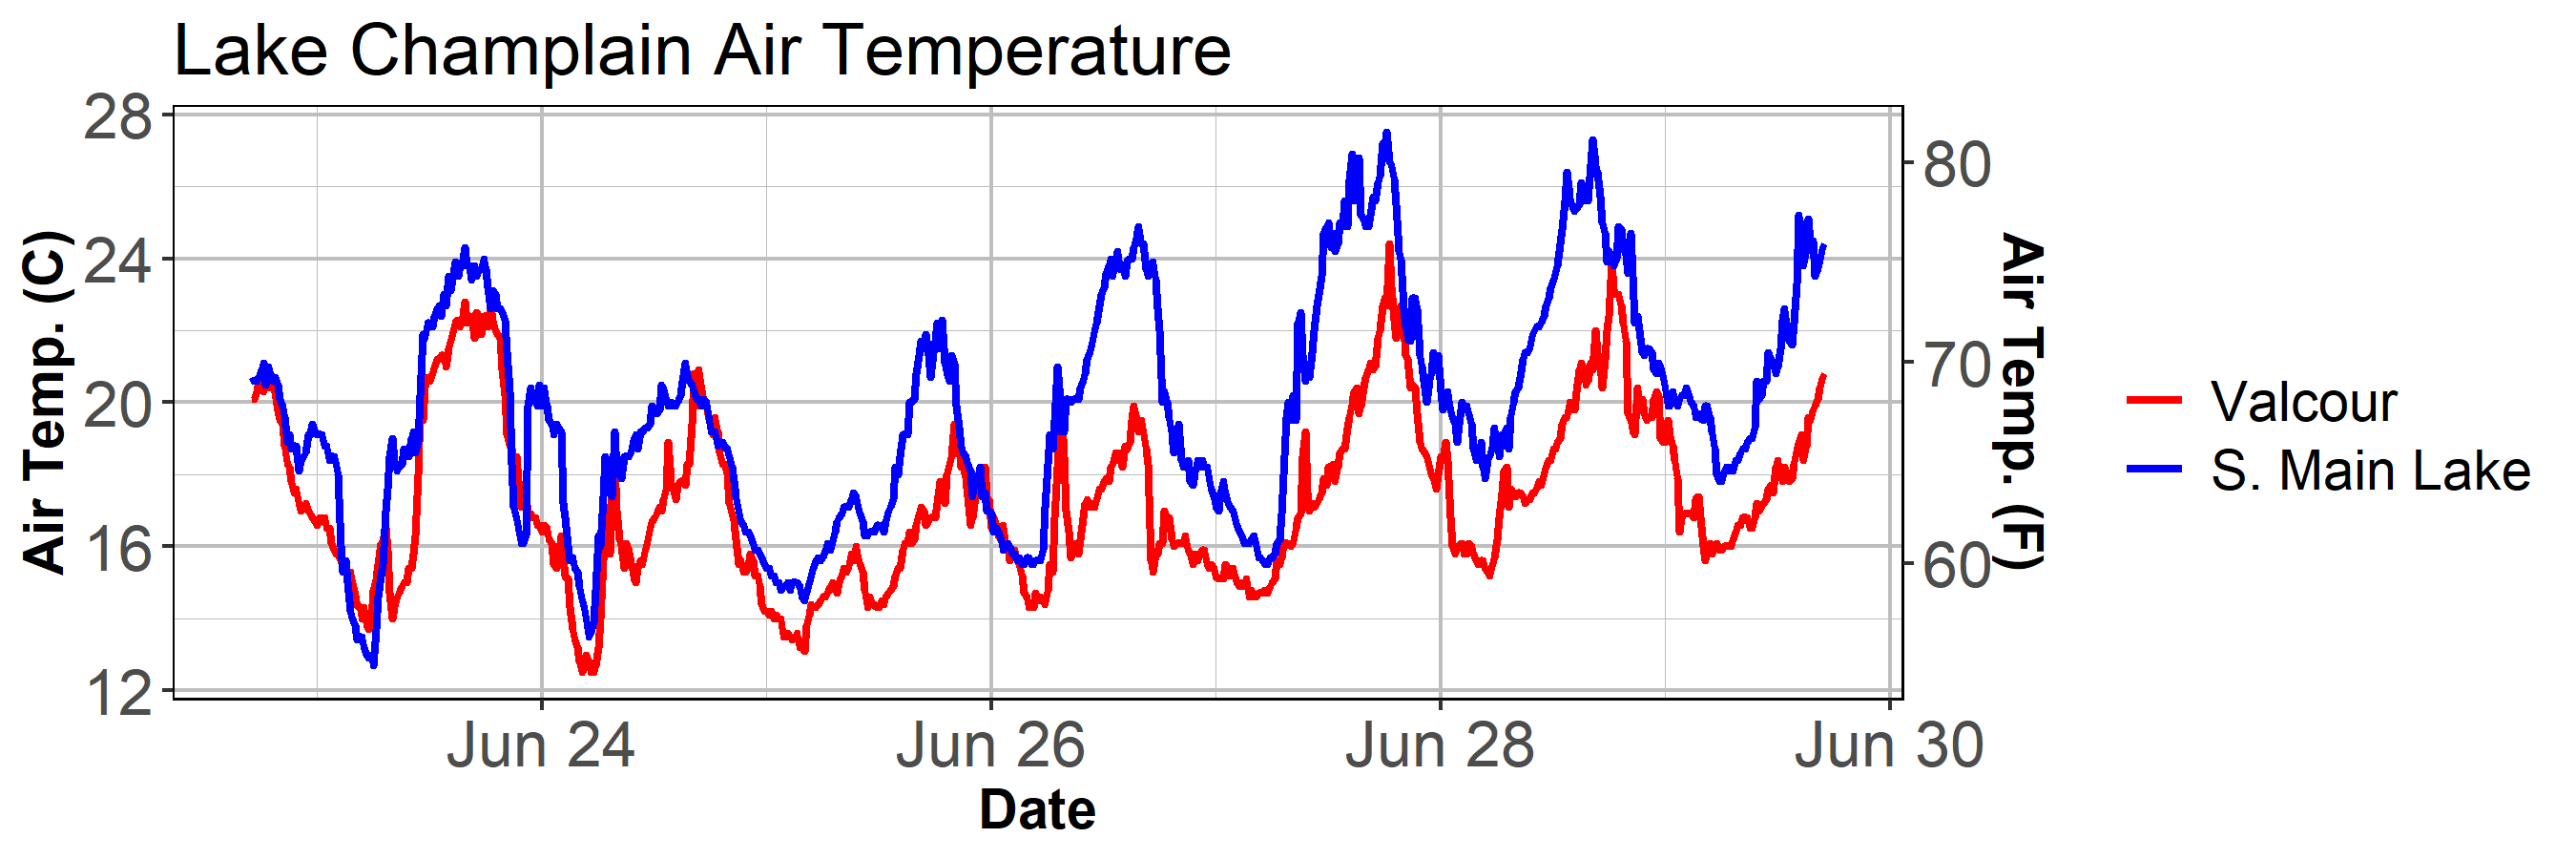 Lake Champlain Air Temperature
28
24
20
16
12
Air Temp. (C)
80
70
60
Air Temp. (F)
Jun 24
Jun 26
Jun 28
Jun 30
Date
Valcour
S. Main Lake